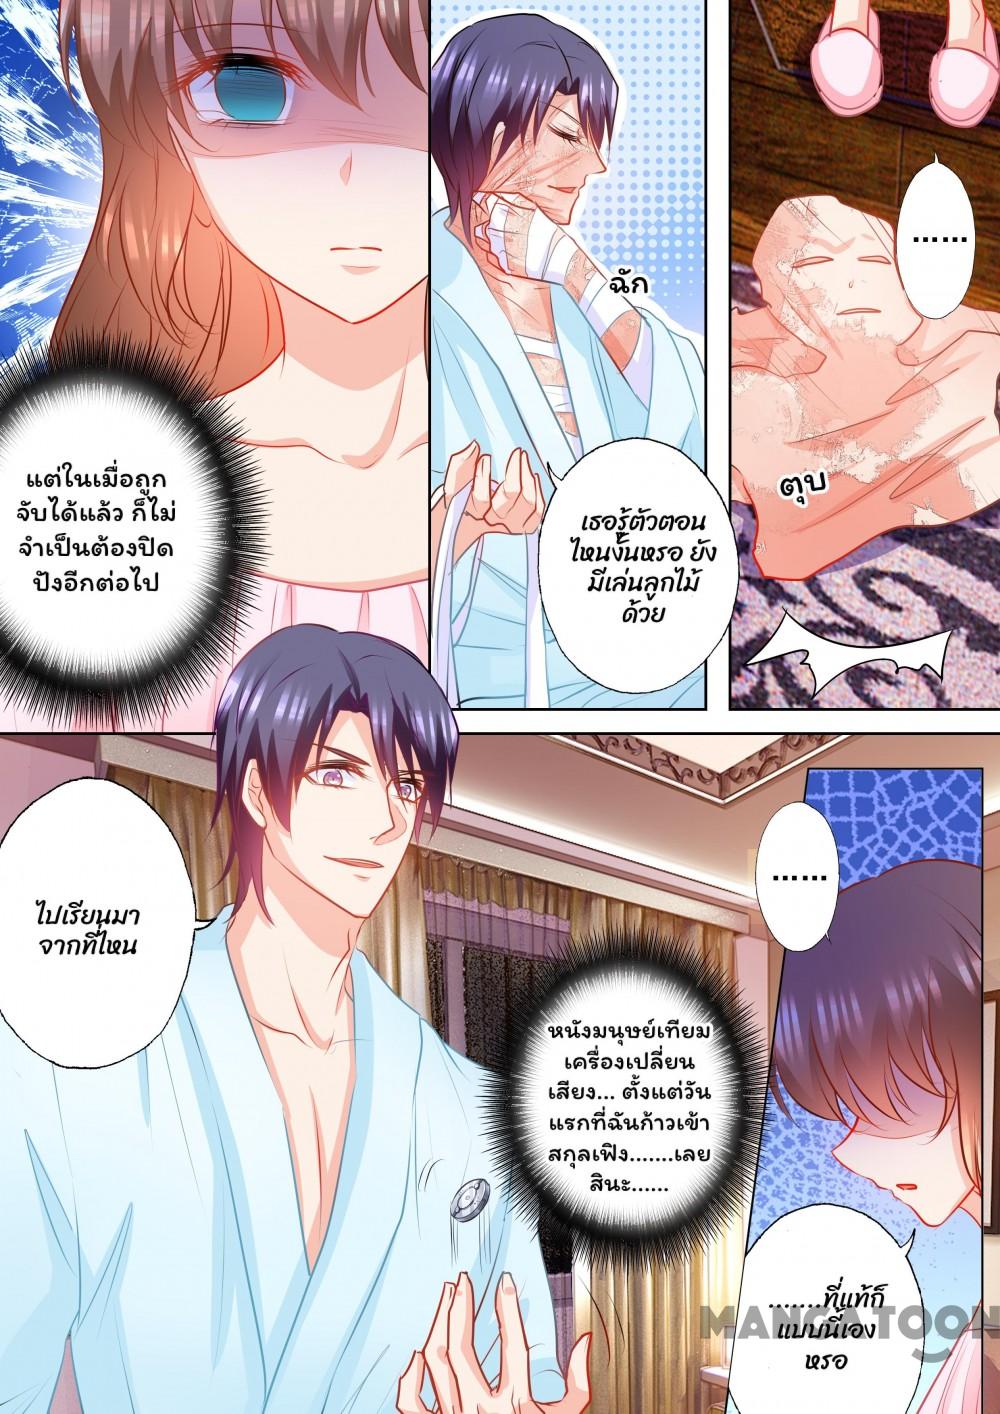 แต่ในเมื่อถูก
จับได้แล้ว ก็ไม่
จำเป็นต้องปิด
ปังอีกต่อไป
ฉัก
เธอรู้ตัวตอน
ไหนงั้นหรอ ยัง
มีเล่นลูกไม้
ด้วย
......
ตุบ
ไปเรียนมา
จากที่ไหน
หนังมนุษย์เทียม
เครื่องเปลี่ยน
เสียง... ตั้งแต่วัน
แรกที่ฉันก้าวเข้า
สกุลเฟิง.......เลย
สินะ......
......
.......ที่แท้ก็
แบบนี้เอง
หรอ
MANGATOON